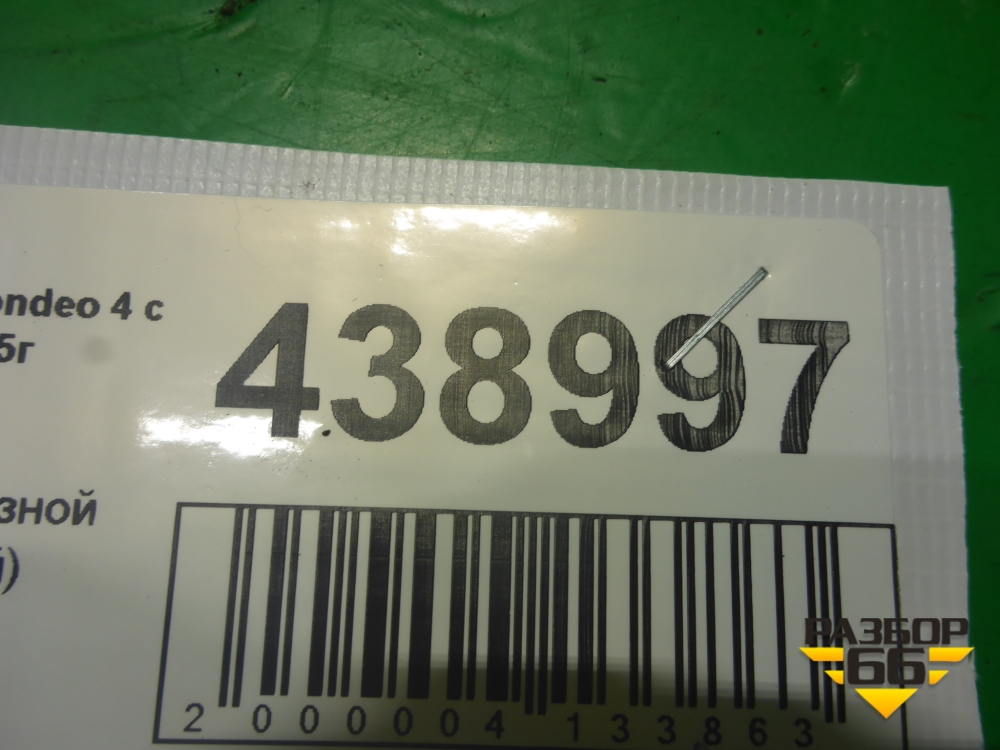 ondeo 4 с
5г
438997
зной
й)
2 000004 133863
РАЗБОР
66